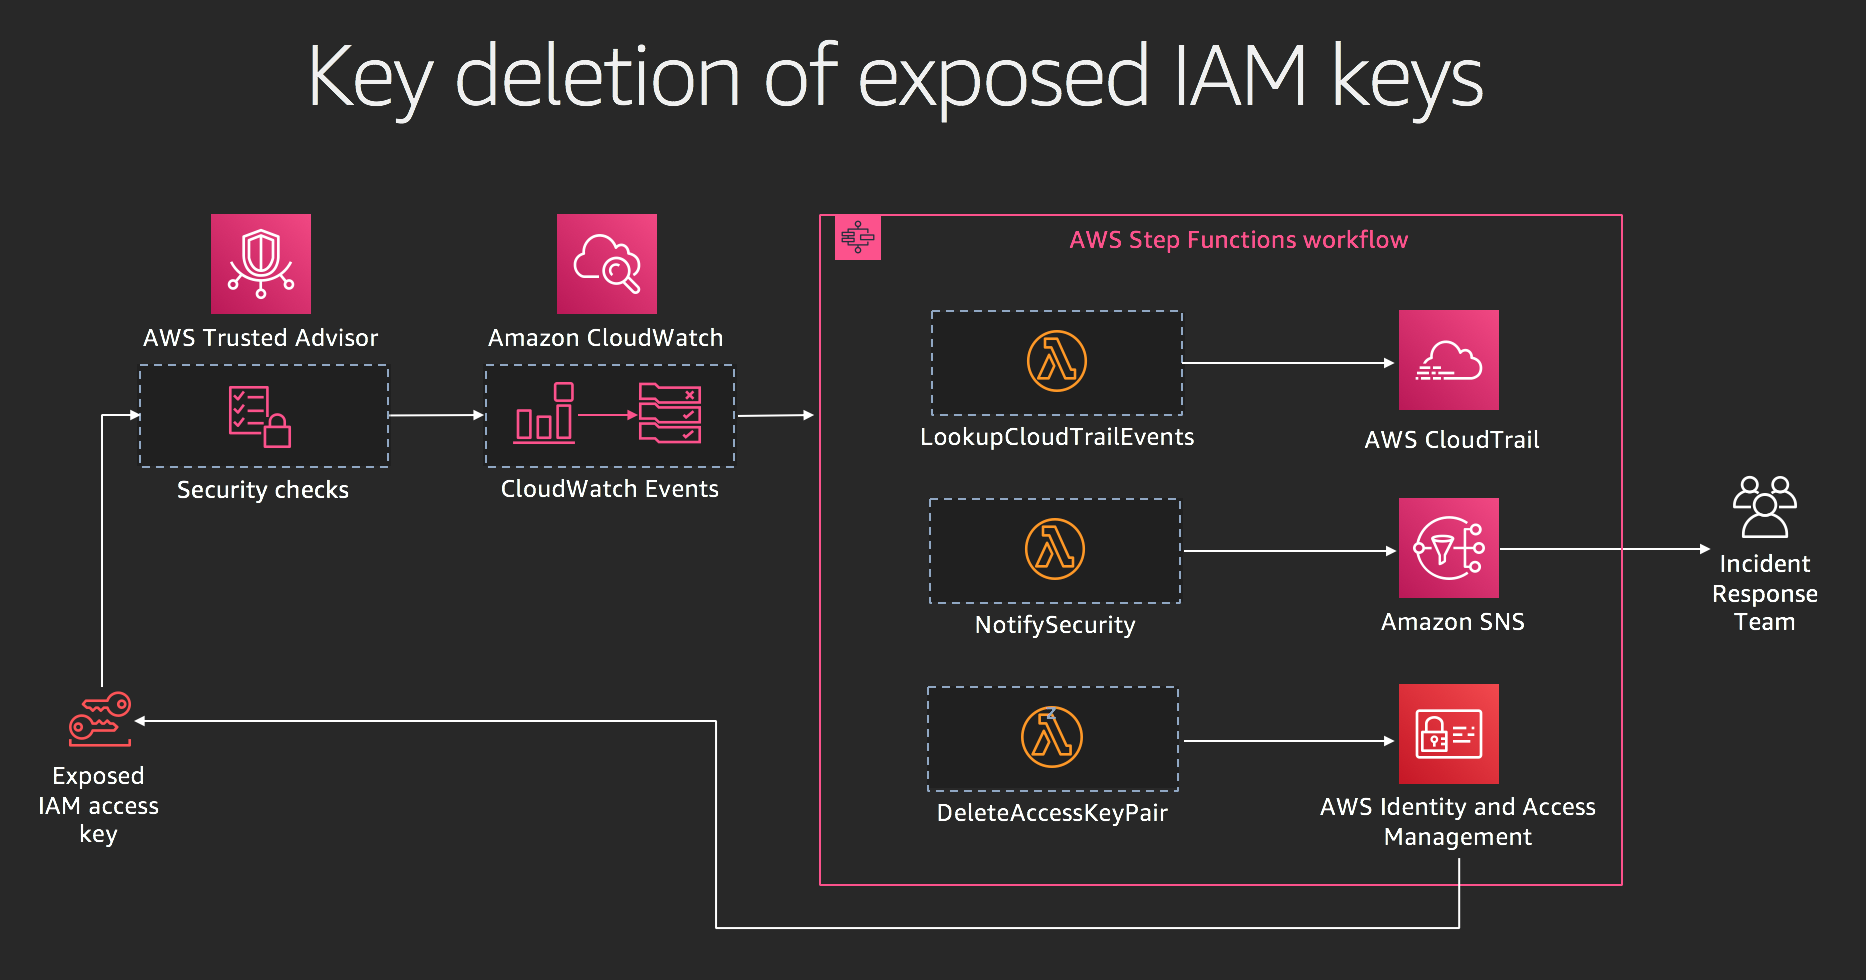 Key deletion of exposed IAM keys
AWS Trusted Advisor
Security checks
Amazon CloudWatch
CloudWatch Events
AWS Step Functions workflow
LookupCloudTrailEvents
AWS CloudTrail
NotifySecurity
Amazon SNS
Incident
Response
Team
DeleteAccessKeyPair
AWS Identity and Access
Management
Exposed
IAM access
key